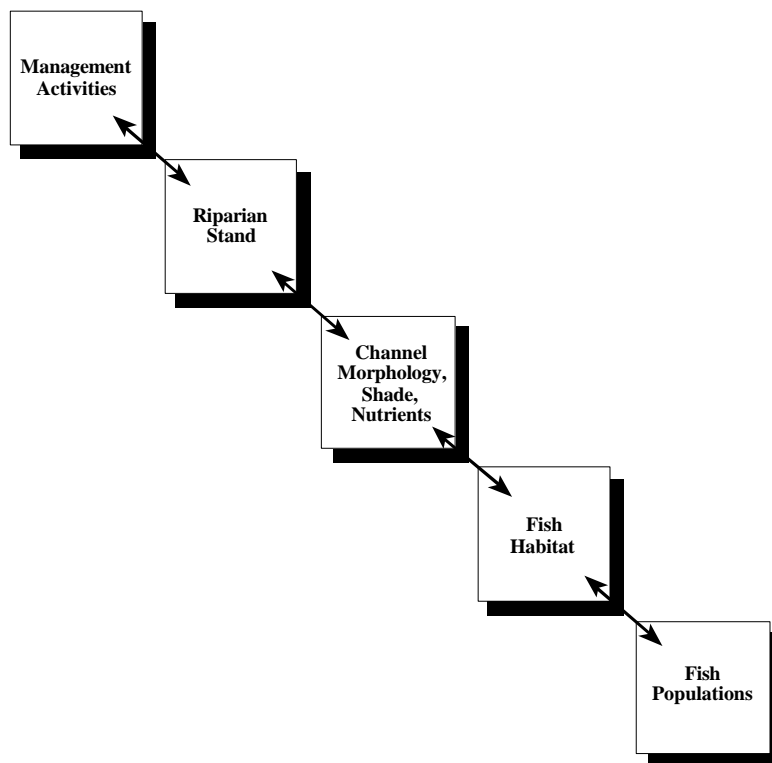 Management
Activities
Riparian
Stand
Channel
Morphology,
Shade,
Nutrients
Fish
Habitat
Fish
Populations